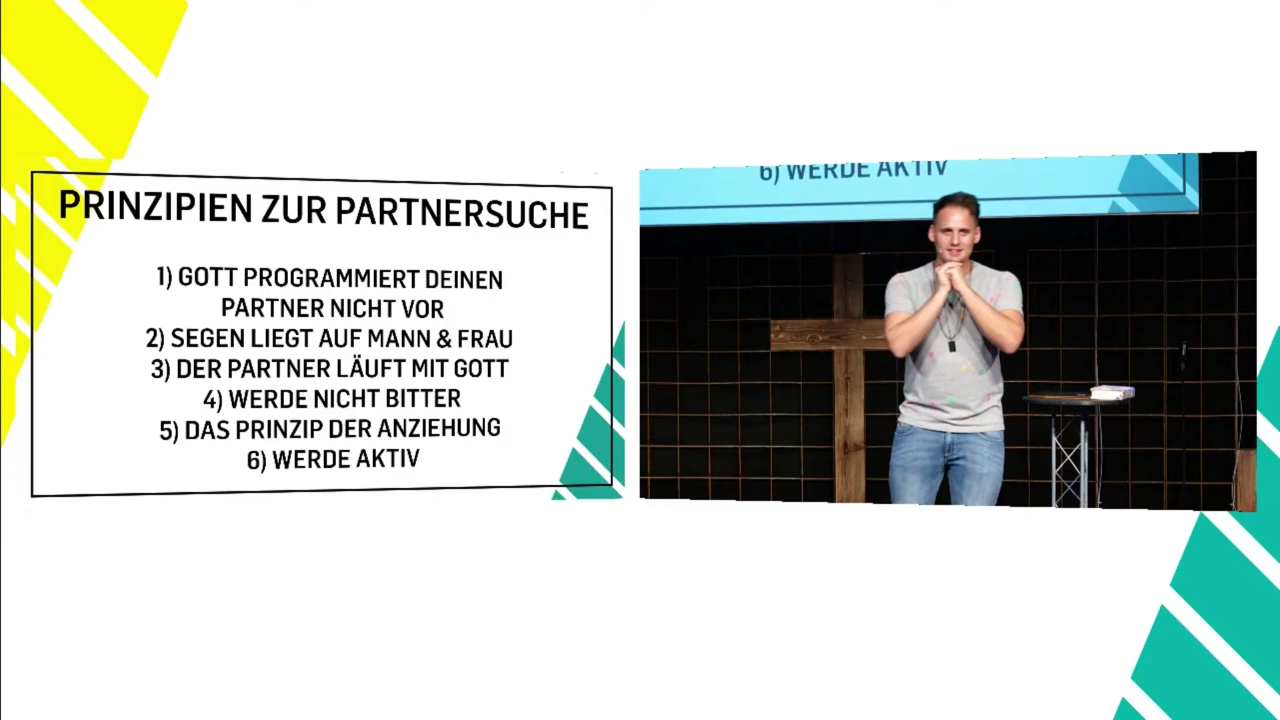 PRINZIPIEN ZUR PARTNERSUCHE
1) GOTT PROGRAMMIERT DEINEN
PARTNER NICHT VOR
2) SEGEN LIEGT AUF MANN & FRAU
3) DER PARTNER LÄUFT MIT GOTT
4) WERDE NICHT BITTER
5) DAS PRINZIP DER ANZIEHUNG
6) WERDE AKTIV
6) WERDE AKTIV